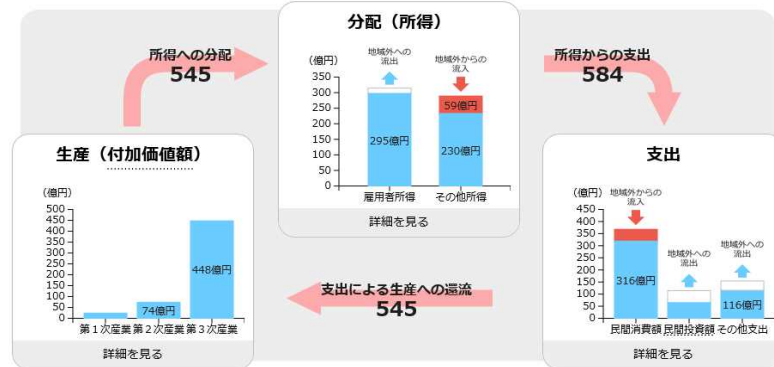 分配（所得）
（億円）
地域外への
流出
地域外からの
流入
350
300
250
200
150
100
50
0
59億円
295億円
230億円
雇用者所得
その他所得
詳細を見る
所得への分配
545
所得からの支出
584
生産（付加価値額）
（億円）
500
450
400
350
300
250
200
150
100
50
0
448億円
74億円
第１次産業
第２次産業
第３次産業
詳細を見る
支出による生産への還流
545
支出
（億円）
地域外からの
流入
地域外への
流出
地域外への
流出
450
400
350
300
250
200
150
100
50
0
316億円
116億円
民間消費額
民間投資額
その他支出
詳細を見る